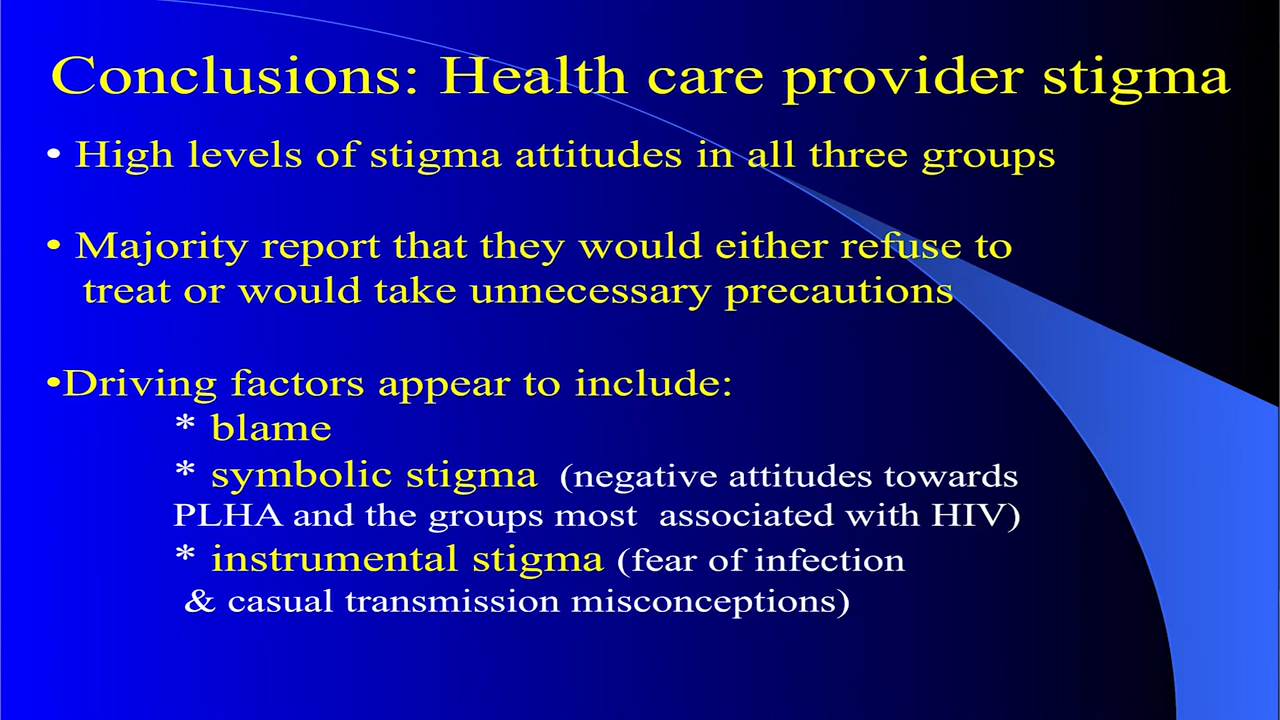 Conclusions: Health care provider stigma
• High levels of stigma attitudes in all three groups
• Majority report that they would either refuse to
treat or would take unnecessary precautions
•Driving factors appear to include:
* blame
* symbolic stigma (negative attitudes towards
PLHA and the groups most associated with HIV)
* instrumental stigma (fear of infection
& casual transmission misconceptions)